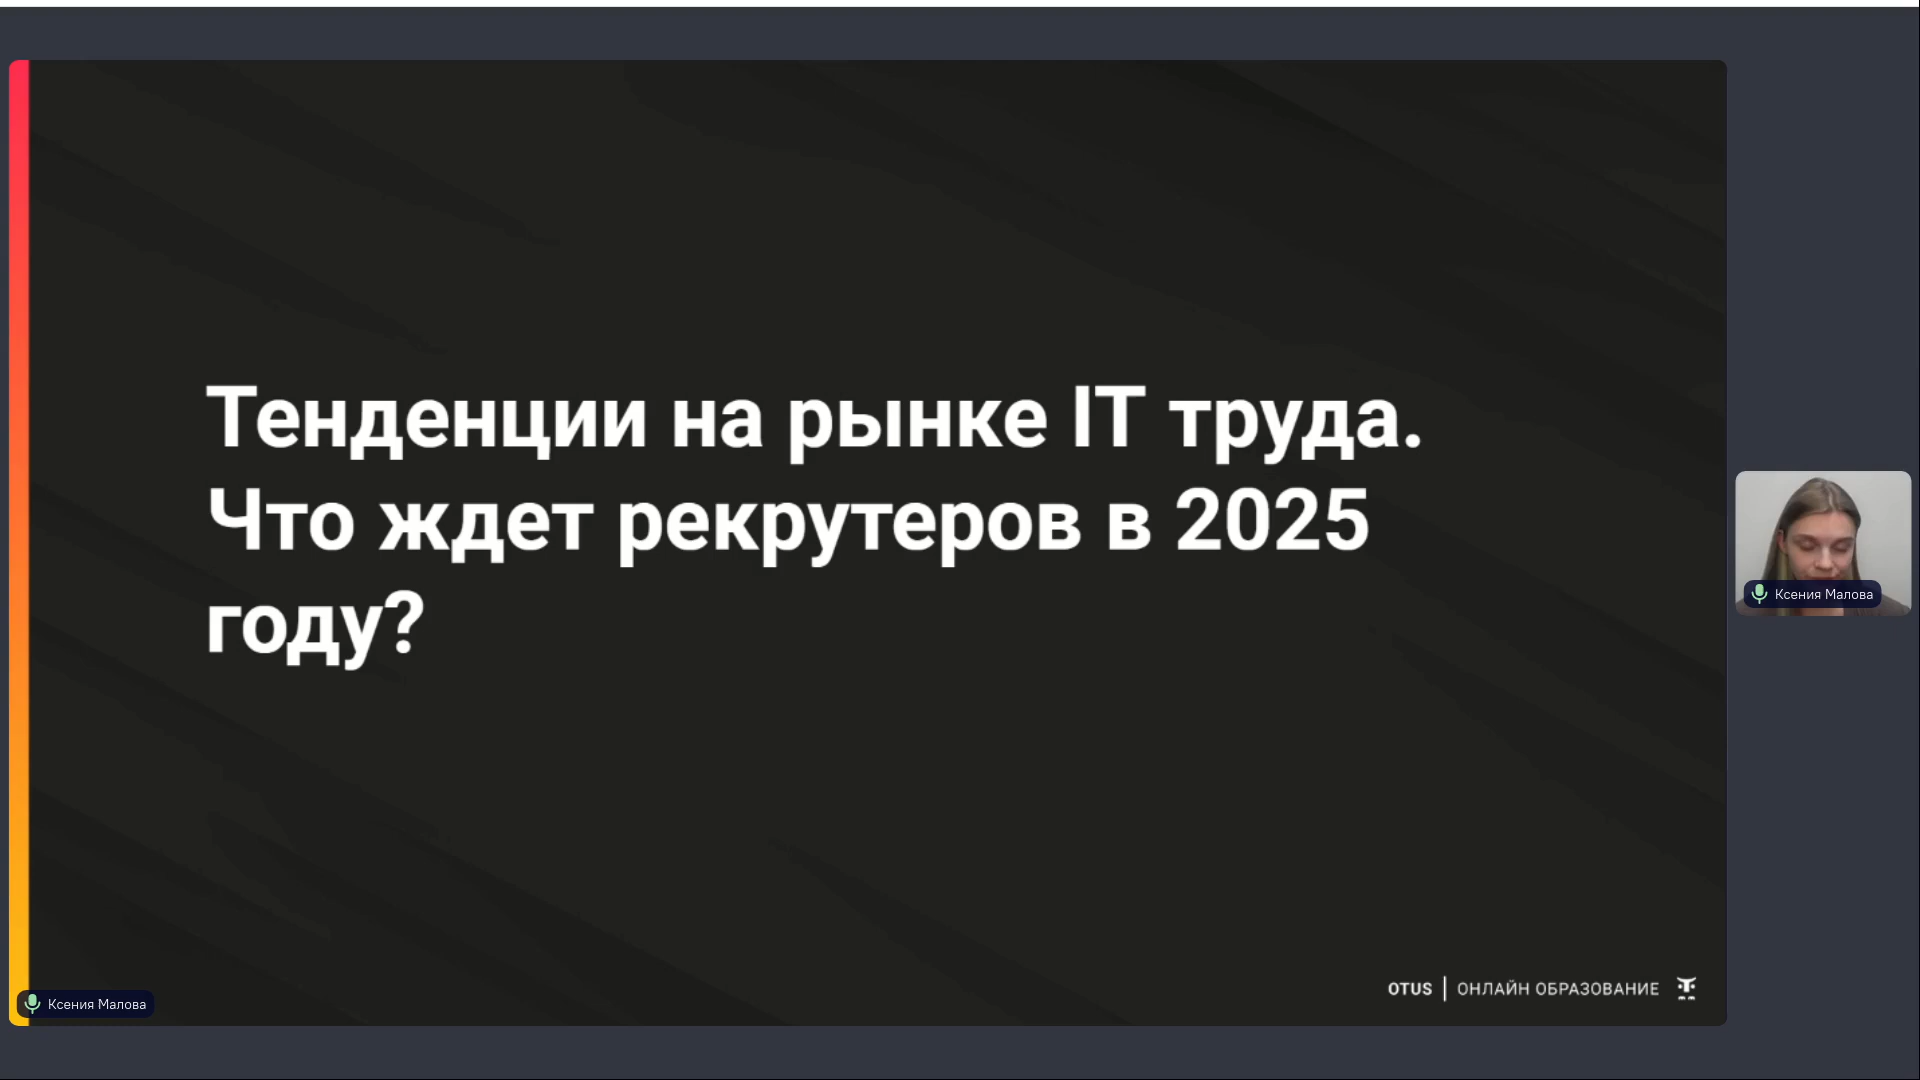 Тенденции на рынке IT труда.
Что ждет рекрутеров в 2025
году?
Ксения Малова
OTUS | ОНЛАЙН ОБРАЗОВАНИЕ
Ксения Малова